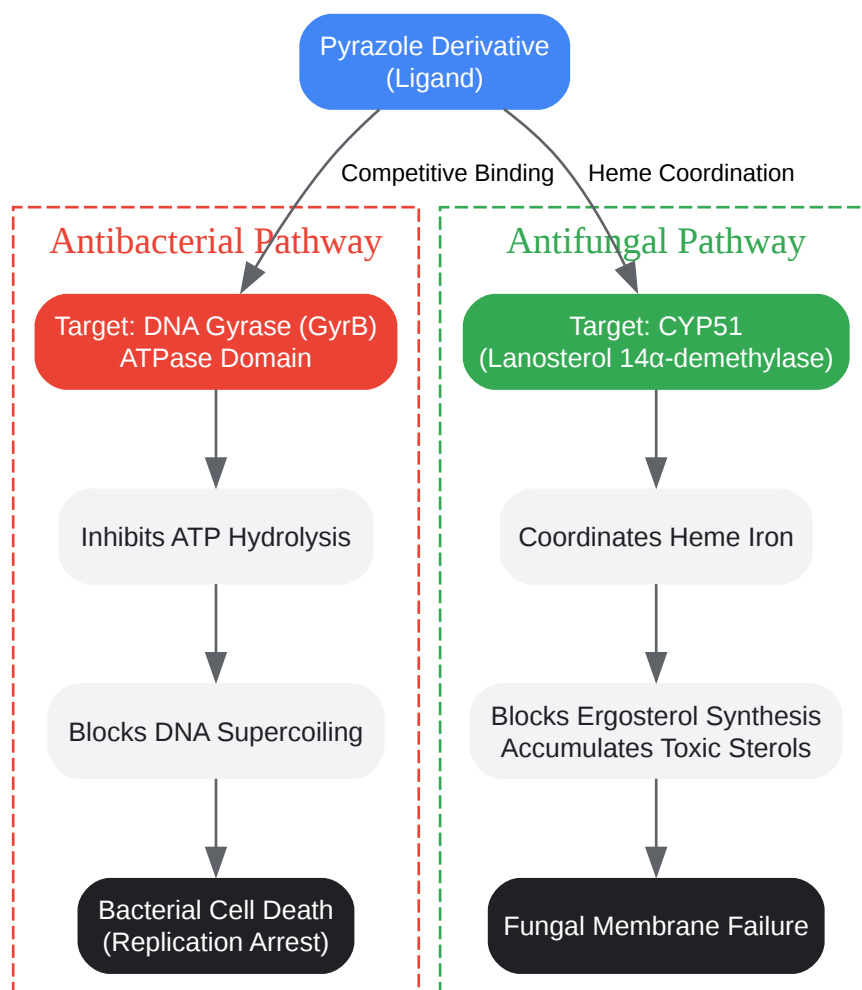 Pyrazole Derivative
(Ligand)
Competitive Binding
Heme Coordination
Antibacterial Pathway
Target: DNA Gyrase (GyrB)
ATPase Domain
Inhibits ATP Hydrolysis
Blocks DNA Supercoiling
Bacterial Cell Death
(Replication Arrest)
Antifungal Pathway
Target: CYP51
(Lanosterol 14α-demethylase)
Coordinates Heme Iron
Blocks Ergosterol Synthesis
Accumulates Toxic Sterols
Fungal Membrane Failure